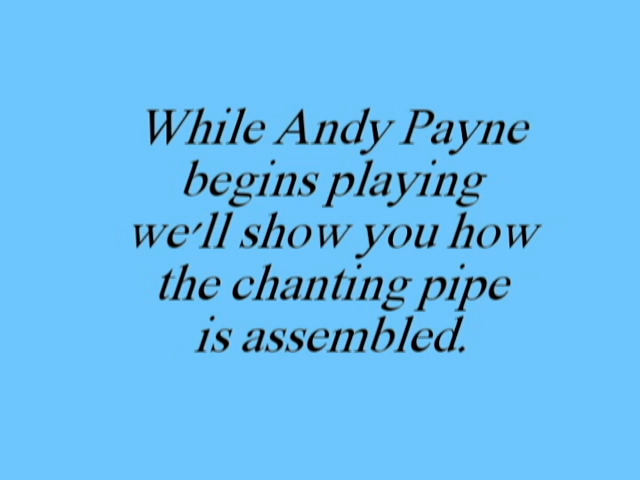 While Andy Payne
begins playing
we'll show you how
the chanting pipe
is assembled.